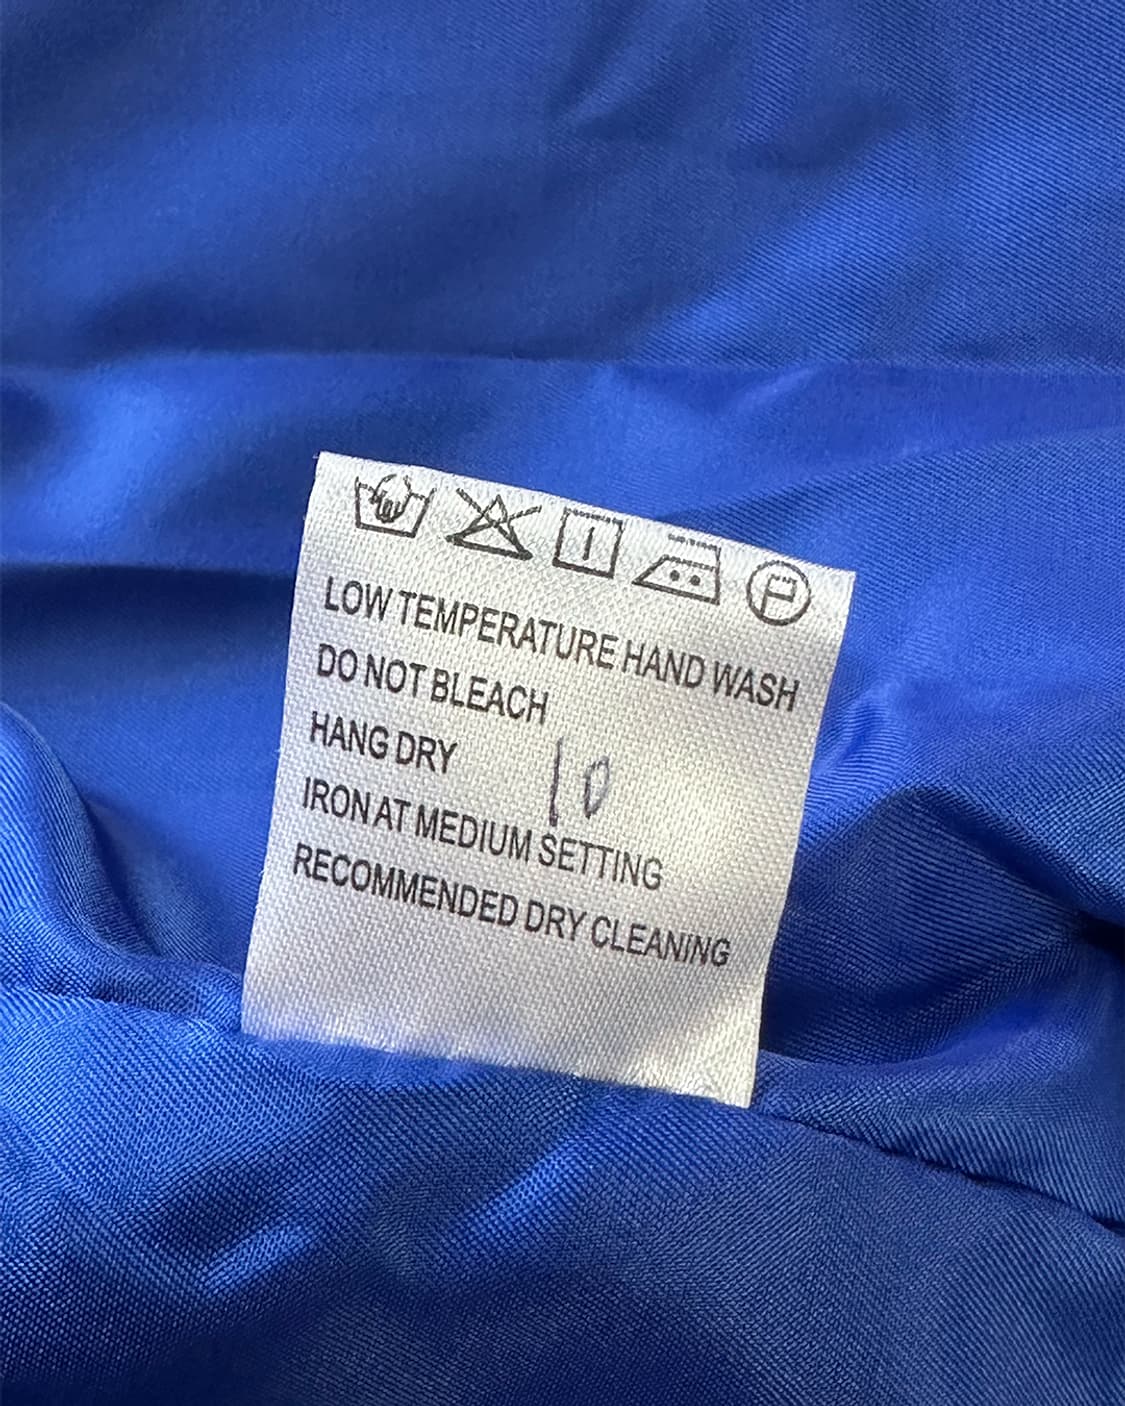 LOW TEMPERATURE HAND WASH
DO NOT BLEACH
HANG DRY
10
IRON AT MEDIUM SETTING
RECOMMENDED DRY CLEANING